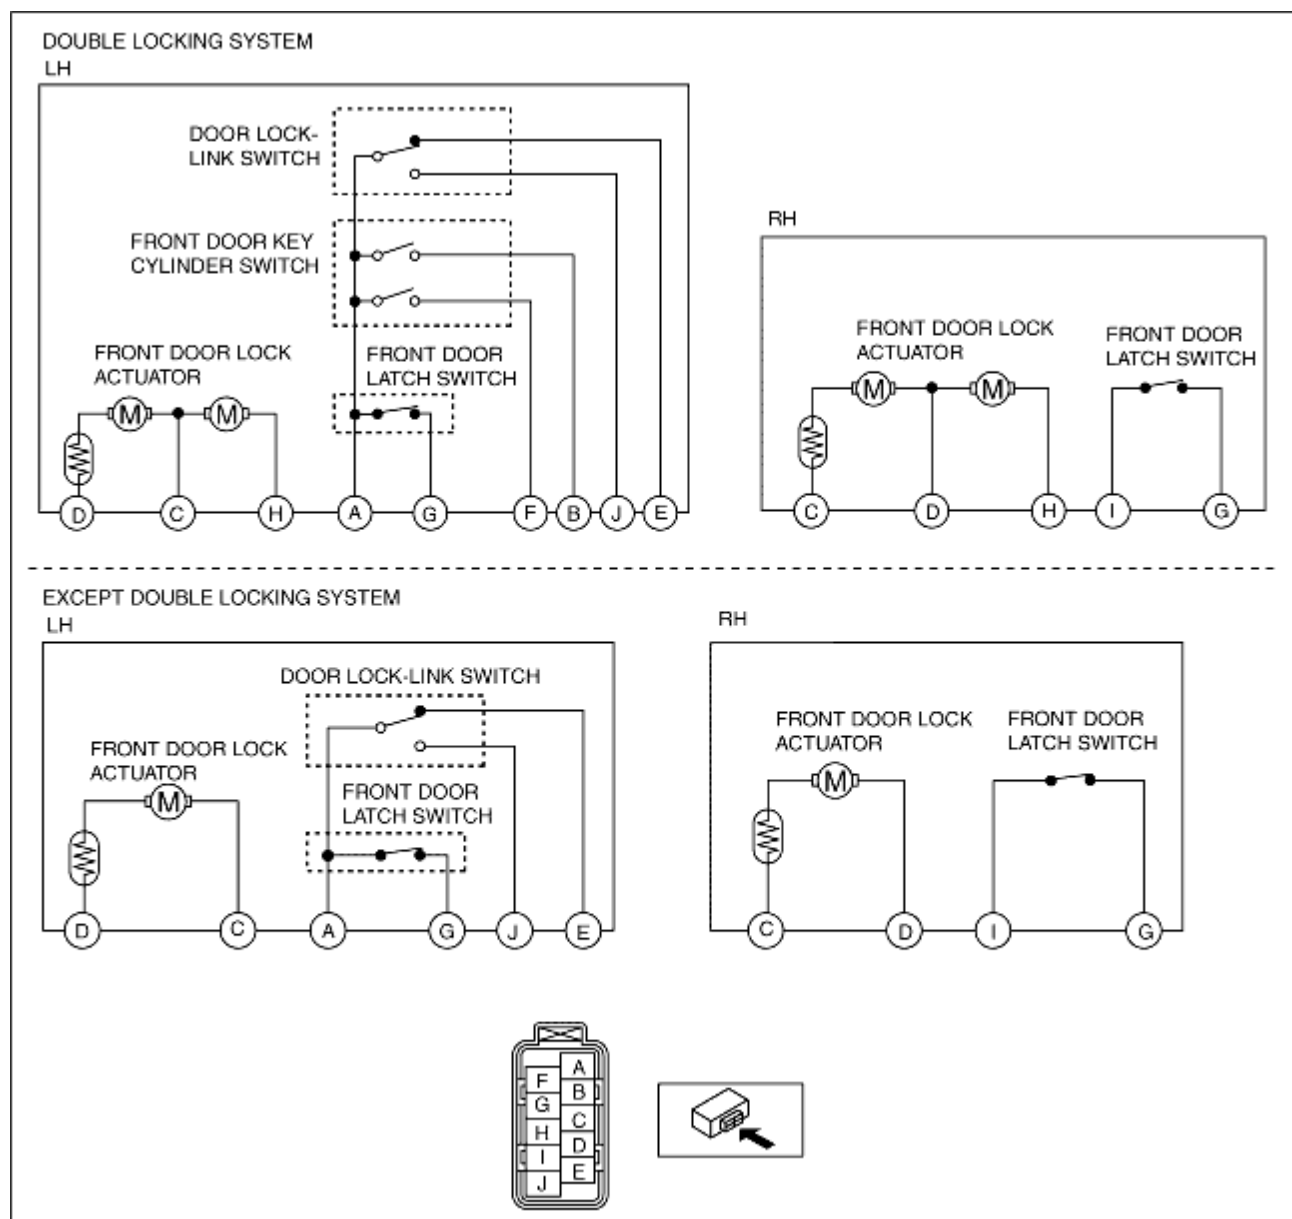 DOUBLE LOCKING SYSTEM
LH
DOOR LOCK-
LINK SWITCH
FRONT DOOR KEY
CYLINDER SWITCH
FRONT DOOR LOCK
ACTUATOR
FRONT DOOR
LATCH SWITCH
M M
D C H A G F B J E
RH
FRONT DOOR LOCK
ACTUATOR
FRONT DOOR
LATCH SWITCH
M M
C D H I G
EXCEPT DOUBLE LOCKING SYSTEM
LH
DOOR LOCK-LINK SWITCH
FRONT DOOR LOCK
ACTUATOR
M
FRONT DOOR
LATCH SWITCH
D C A G J E
RH
FRONT DOOR LOCK
ACTUATOR
FRONT DOOR
LATCH SWITCH
M
C D I G
A
F
B
G
C
H
D
I
E
J